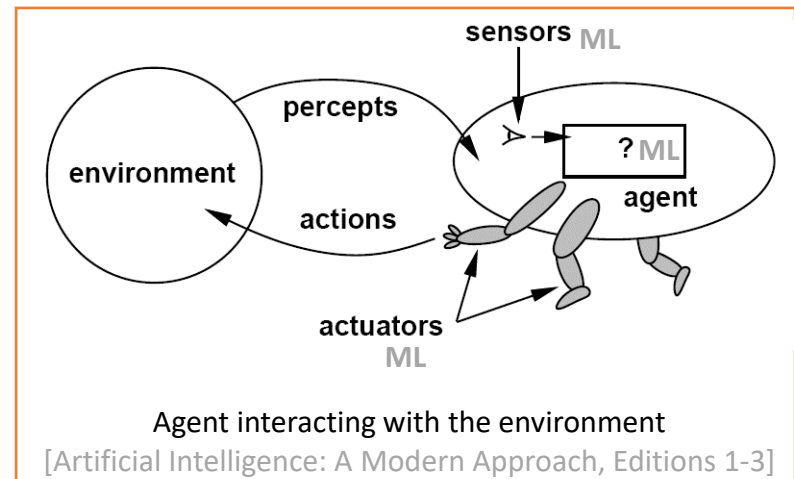 sensors ML
percepts
environment
? ML
agent
actions
actuators
ML
Agent interacting with the environment
[Artificial Intelligence: A Modern Approach, Editions 1-3]